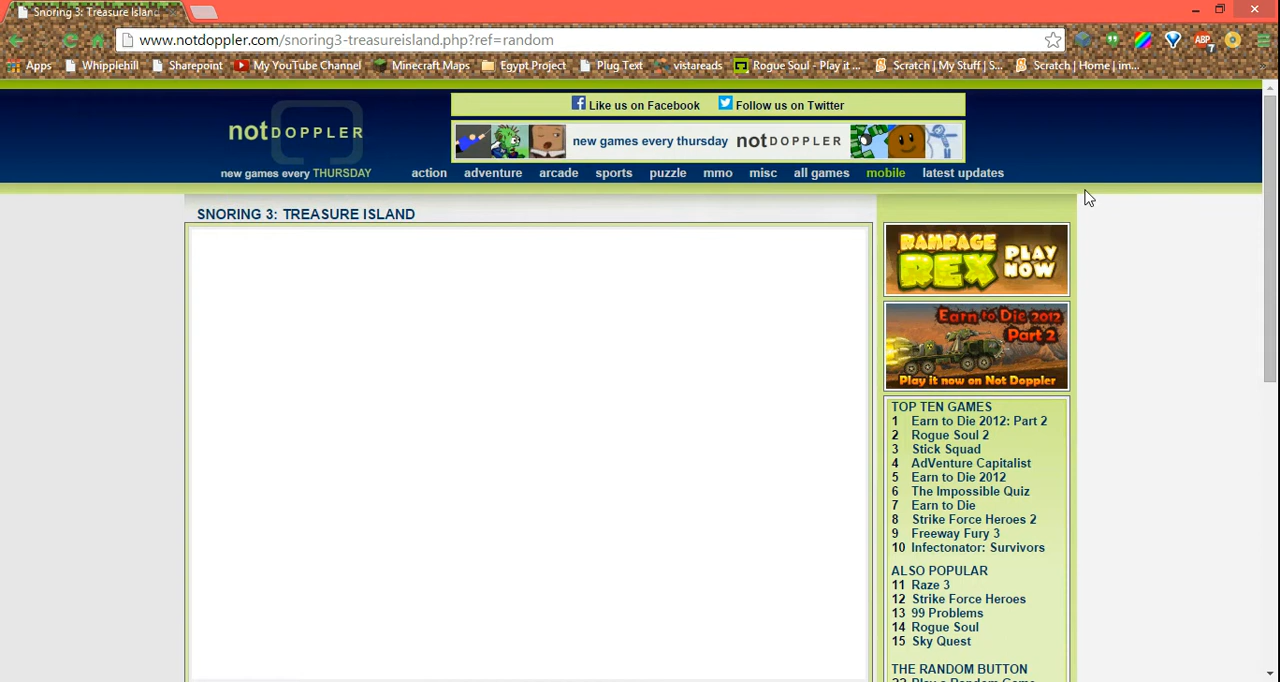 Snoring 3: Treasure Island
www.notdoppler.com/snoring3-treasureisland.php?ref=random
ABP
7
Apps
Whipplehill
Sharepoint
My YouTube Channel
Minecraft Maps
Egypt Project
Plug Text
vistareads
Rogue Soul - Play it ...
Scratch | My Stuff | S...
Scratch | Home | im...
Like us on Facebook
Follow us on Twitter
notDOPPLER
new games every THURSDAY
new games every thursday notDOPPLER
action
adventure
arcade
sports
puzzle
mmo
misc
all games
mobile
latest updates
SNORING 3: TREASURE ISLAND
RAMPAGE REX PLAY NOW
Earn to Die 2012
Part 2
Play it now on Not Doppler
TOP TEN GAMES
1 Earn to Die 2012: Part 2
2 Rogue Soul 2
3 Stick Squad
4 AdVenture Capitalist
5 Earn to Die 2012
6 The Impossible Quiz
7 Earn to Die
8 Strike Force Heroes 2
9 Freeway Fury 3
10 Infectonator: Survivors
ALSO POPULAR
11 Raze 3
12 Strike Force Heroes
13 99 Problems
14 Rogue Soul
15 Sky Quest
THE RANDOM BUTTON
?? Play a Random Game